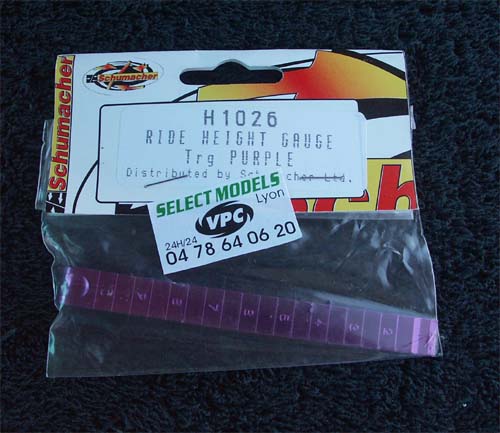 Schumacher
Schumacher
H1026
RIDE HEIGHT GAUGE
Trg PURPLE
Distributed by Schumacher Ltd.
SELECT MODELS
VPC
Lyon
24H/24
04 78 64 06 20